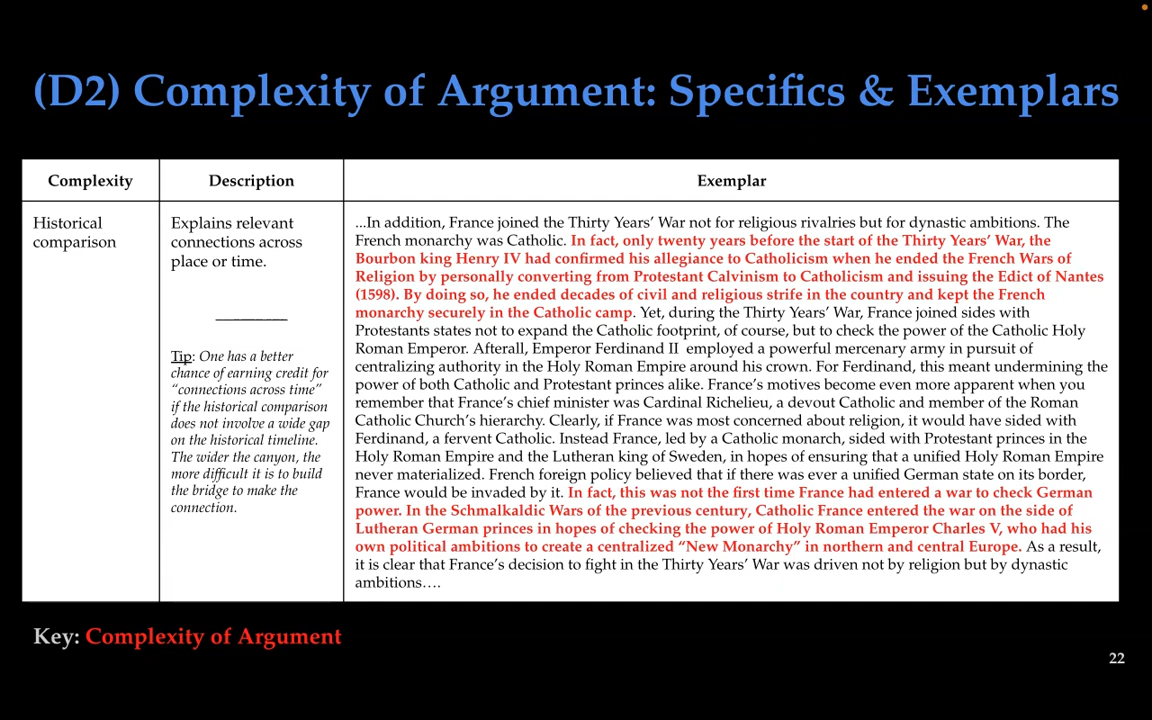 (D2) Complexity of Argument: Specifics & Exemplars
Complexity
Description
Exemplar
Historical
comparison
Explains relevant
connections across
place or time.
Tip: One has a better
chance of earning credit for
“connections across time”
if the historical comparison
does not involve a wide gap
on the historical timeline.
The wider the canyon, the
more difficult it is to build
the bridge to make the
connection.
...In addition, France joined the Thirty Years’ War not for religious rivalries but for dynastic ambitions. The
French monarchy was Catholic. In fact, only twenty years before the start of the Thirty Years’ War, the
Bourbon king Henry IV had confirmed his allegiance to Catholicism when he ended the French Wars of
Religion by personally converting from Protestant Calvinism to Catholicism and issuing the Edict of Nantes
(1598). By doing so, he ended decades of civil and religious strife in the country and kept the French
monarchy securely in the Catholic camp. Yet, during the Thirty Years’ War, France joined sides with
Protestants states not to expand the Catholic footprint, of course, but to check the power of the Catholic Holy
Roman Emperor. Afterall, Emperor Ferdinand II employed a powerful mercenary army in pursuit of
centralizing authority in the Holy Roman Empire around his crown. For Ferdinand, this meant undermining the
power of both Catholic and Protestant princes alike. France’s motives become even more apparent when you
remember that France’s chief minister was Cardinal Richelieu, a devout Catholic and member of the Roman
Catholic Church’s hierarchy. Clearly, if France was most concerned about religion, it would have sided with
Ferdinand, a fervent Catholic. Instead France, led by a Catholic monarch, sided with Protestant princes in the
Holy Roman Empire and the Lutheran king of Sweden, in hopes of ensuring that a unified Holy Roman Empire
never materialized. French foreign policy believed that if there was ever a unified German state on its border,
France would be invaded by it. In fact, this was not the first time France had entered a war to check German
power. In the Schmalkaldic Wars of the previous century, Catholic France entered the war on the side of
Lutheran German princes in hopes of checking the power of Holy Roman Emperor Charles V, who had his
own political ambitions to create a centralized “New Monarchy” in northern and central Europe. As a result,
it is clear that France’s decision to fight in the Thirty Years’ War was driven not by religion but by dynastic
ambitions….
Key: Complexity of Argument
22